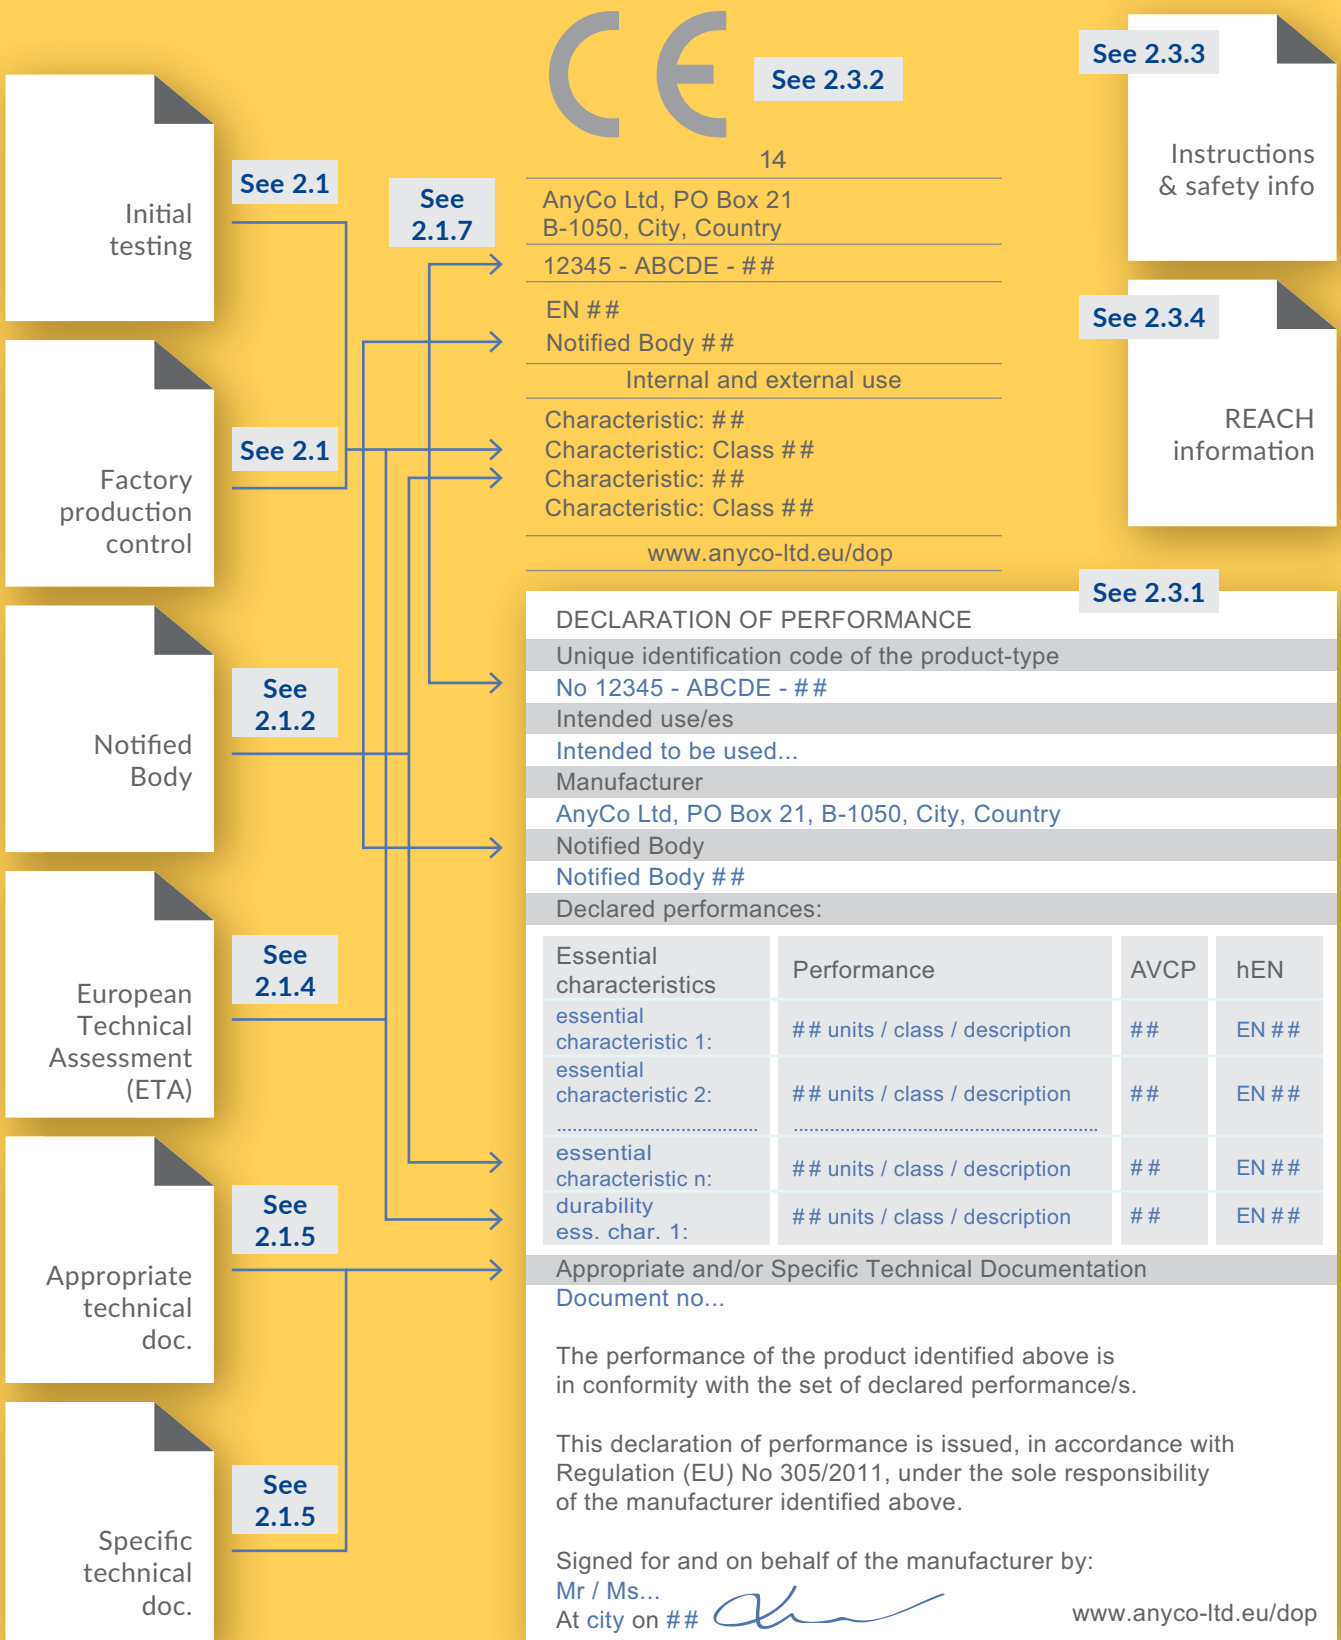 CE
See 2.3.2
14
AnyCo Ltd, PO Box 21
B-1050, City, Country
12345 - ABCDE - ##
EN ##
Notified Body ##
Internal and external use
Characteristic: ##
Characteristic: Class ##
Characteristic: ##
Characteristic: Class ##
www.anyco-ltd.eu/dop
See 2.3.3
Instructions
& safety info
See 2.3.4
REACH
information
Initial
testing
See 2.1
See
2.1.7
Factory
production
control
See 2.1
Notified
Body
See
2.1.2
European
Technical
Assessment
(ETA)
See
2.1.4
Appropriate
technical
doc.
See
2.1.5
Specific
technical
doc.
See
2.1.5
See 2.3.1
DECLARATION OF PERFORMANCE
Unique identification code of the product-type
No 12345 - ABCDE - ##
Intended use/es
Intended to be used...
Manufacturer
AnyCo Ltd, PO Box 21, B-1050, City, Country
Notified Body
Notified Body ##
Declared performances:
Essential
characteristics
Performance
AVCP
hEN
essential
characteristic 1:
## units / class / description
##
EN ##
essential
characteristic 2:
## units / class / description
##
EN ##
essential
characteristic n:
## units / class / description
##
EN ##
durability
ess. char. 1:
## units / class / description
##
EN ##
Appropriate and/or Specific Technical Documentation
Document no...
The performance of the product identified above is
in conformity with the set of declared performance/s.
This declaration of performance is issued, in accordance with
Regulation (EU) No 305/2011, under the sole responsibility
of the manufacturer identified above.
Signed for and on behalf of the manufacturer by:
Mr / Ms...
At city on ##
www.anyco-ltd.eu/dop